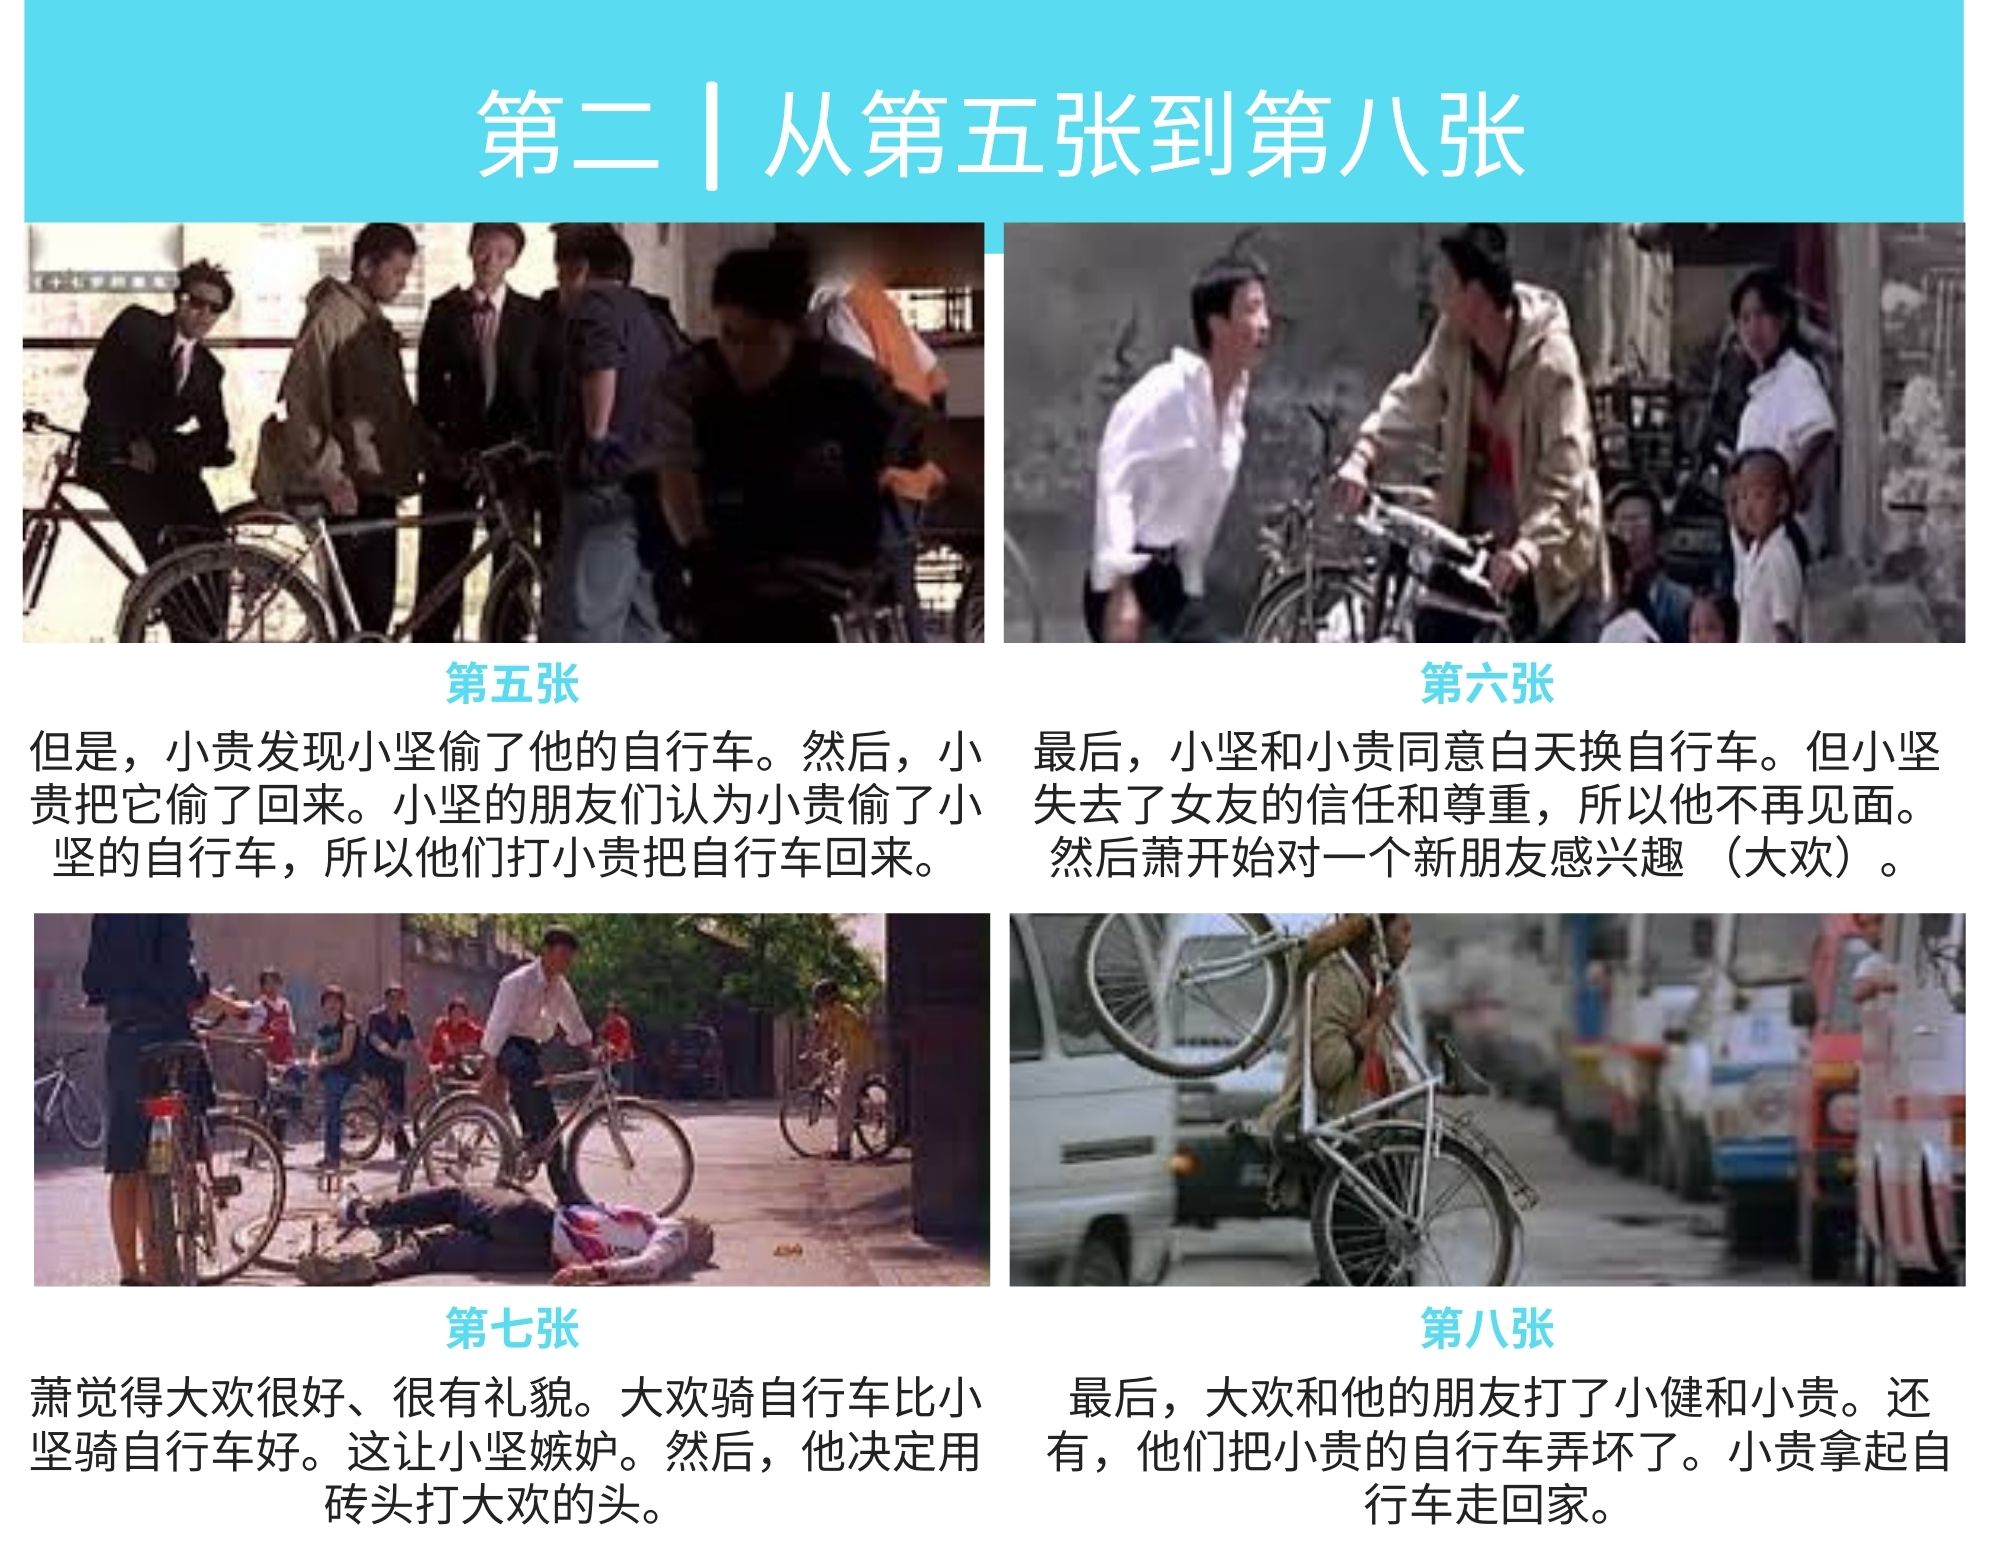 第二 | 从第五张到第八张
第五张
但是，小贵发现小坚偷了他的自行车。然后，小
贵把它偷了回来。小坚的朋友们认为小贵偷了小
坚的自行车，所以他们打小贵把自行车回来。
第六张
最后，小坚和小贵同意白天换自行车。但小坚
失去了女友的信任和尊重，所以他不再见面。
然后萧开始对一个新朋友感兴趣 （大欢）。
第七张
萧觉得大欢很好、很有礼貌。大欢骑自行车比小
坚骑自行车好。这让小坚嫉妒。然后，他决定用
砖头打大欢的头。
第八张
最后，大欢和他的朋友打了小健和小贵。还
有，他们把小贵的自行车弄坏了。小贵拿起自
行车走回家。